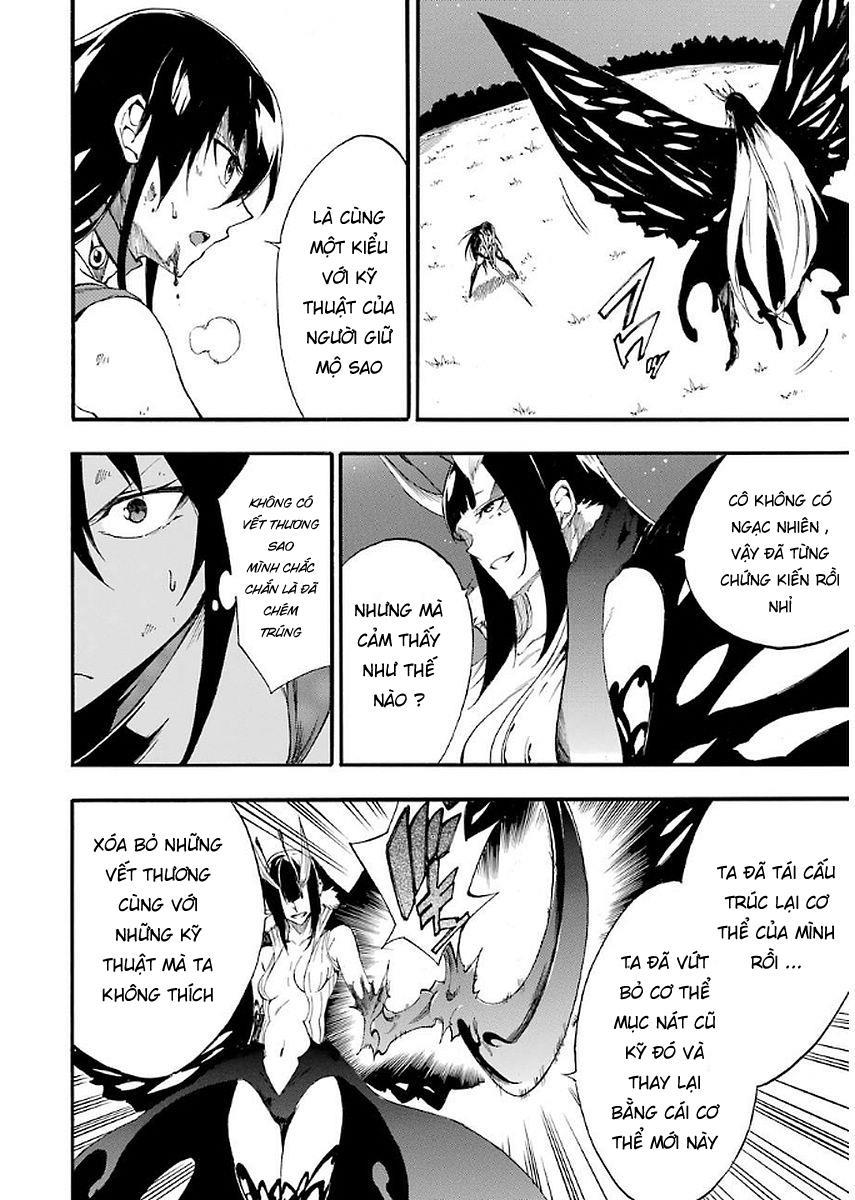 LÀ CÙNG
MỘT KIỂU
VỚI KỸ
THUẬT CỦA
NGƯỜI GIỮ
MỘ SAO
CÔ KHÔNG CÓ
NGẠC NHIÊN ,
VẬY ĐÃ TỪNG
CHỨNG KIẾN RỒI
NHỈ
NHƯNG MÀ
CẢM THẤY
NHƯ THẾ
NÀO ?
KHÔNG CÓ
VẾT THƯƠNG
SAO
MÌNH CHẮC
CHẮN LÀ ĐÃ
CHÉM
TRÚNG
TA ĐÃ TÁI CẤU
TRÚC LẠI CƠ
THỂ CỦA MÌNH
RỒI ...
TA ĐÃ VỨT
BỎ CƠ THỂ
MỤC NÁT CŨ
KỸ ĐÓ VÀ
THAY LẠI
BẰNG CÁI CƠ
THỂ MỚI NÀY
XÓA BỎ NHỮNG
VẾT THƯƠNG
CÙNG VỚI
NHỮNG KỸ
THUẬT MÀ TA
KHÔNG THÍCH